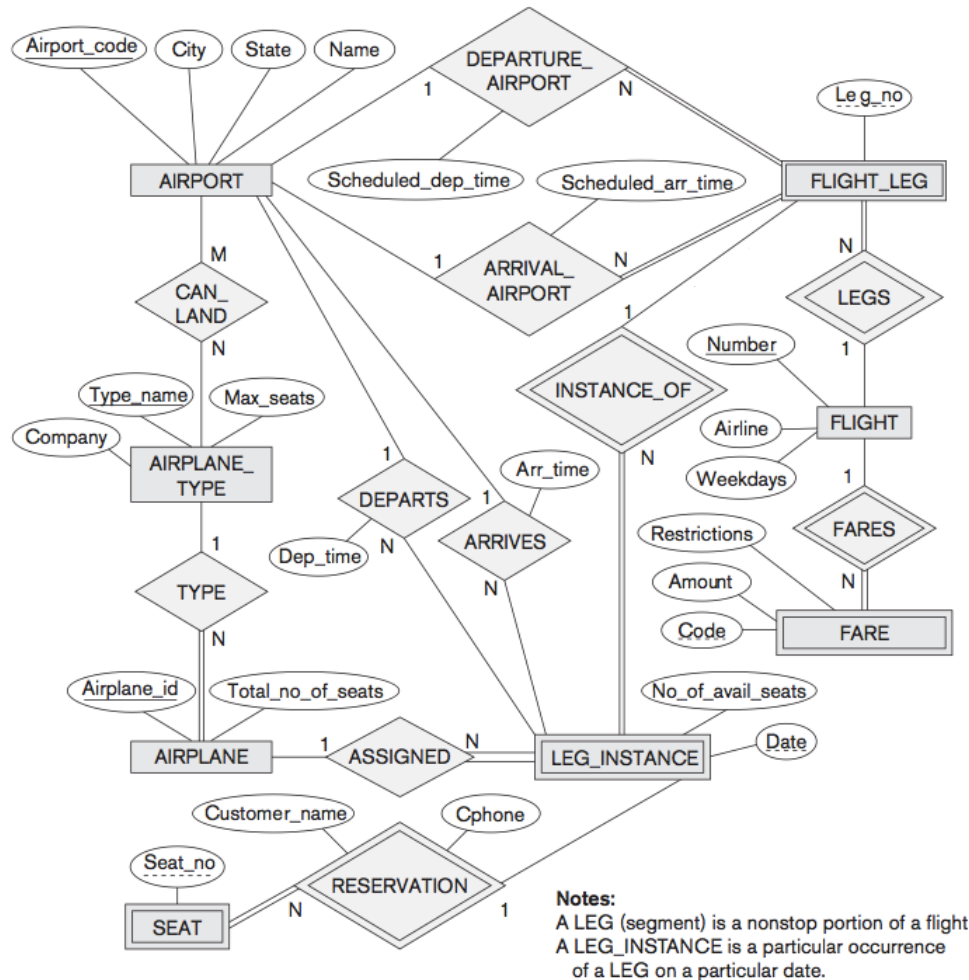 Airport_code
City
State
Name
DEPARTURE_
AIRPORT
1
N
Leg_no
Scheduled_dep_time
Scheduled_arr_time
AIRPORT
FLIGHT_LEG
M
1
ARRIVAL_
AIRPORT
N
N
CAN_
LAND
LEGS
1
Number
1
N
INSTANCE_OF
Type_name
Max_seats
Airline
FLIGHT
Company
AIRPLANE_
TYPE
1
Arr_time
N
Weekdays
1
DEPARTS
1
FARES
1
Dep_time
N
ARRIVES
Restrictions
TYPE
N
Amount
N
N
Code
FARE
Airplane_id
Total_no_of_seats
No_of_avail_seats
AIRPLANE
1
ASSIGNED
N
LEG_INSTANCE
Date
Customer_name
Cphone
Seat_no
RESERVATION
SEAT
N
1
Notes:
A LEG (segment) is a nonstop portion of a flight
A LEG_INSTANCE is a particular occurrence
of a LEG on a particular date.